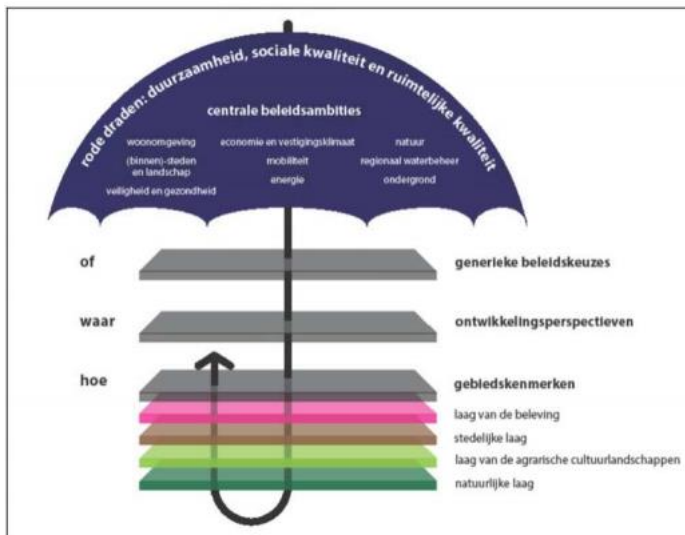 rode draden: duurzaamheid, sociale kwaliteit en ruimtelijke kwaliteit
centrale beleidsambities
woonomgeving
(binnen)-steden
en landschap
veiligheid en gezondheid
economie en vestigingsklimaat
mobiliteit
energie
natuur
regionaal waterbeheer
ondergrond
of
generieke beleidskeuzes
waar
ontwikkelingsperspectieven
hoe
gebiedskenmerken
laag van de beleving
stedelijke laag
laag van de agrarische cultuurlandschappen
natuurlijke laag